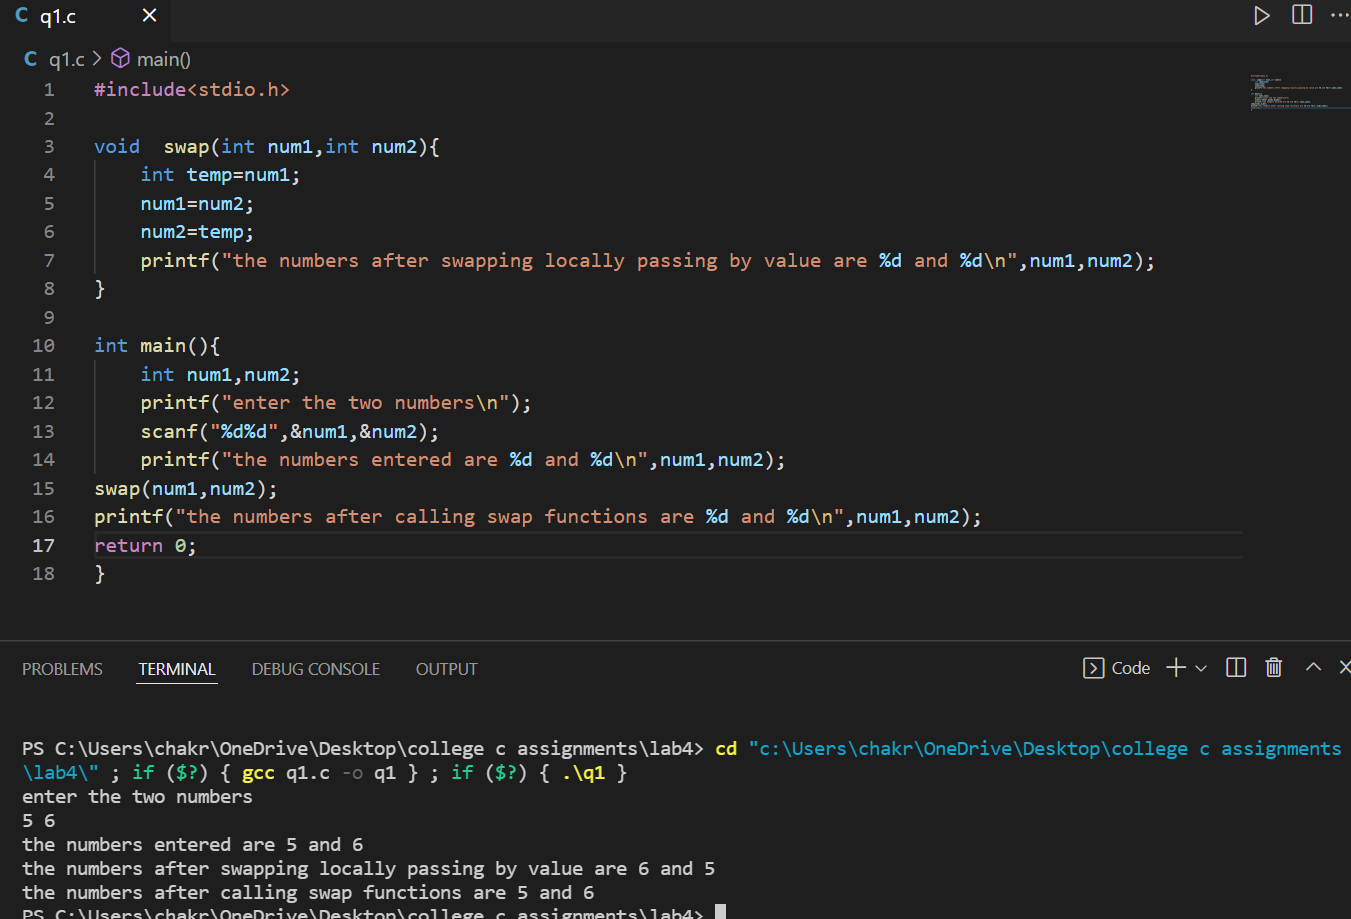 C q1.c
C q1.c > main()
1 #include<stdio.h>
2
3 void  swap(int num1,int num2){
4     int temp=num1;
5     num1=num2;
6     num2=temp;
7     printf("the numbers after swapping locally passing by value are %d and %d\n",num1,num2);
8 }
9
10 int main(){
11     int num1,num2;
12     printf("enter the two numbers\n");
13     scanf("%d%d",&num1,&num2);
14     printf("the numbers entered are %d and %d\n",num1,num2);
15 swap(num1,num2);
16 printf("the numbers after calling swap functions are %d and %d\n",num1,num2);
17 return 0;
18 }
PROBLEMS TERMINAL DEBUG CONSOLE OUTPUT Code
PS C:\Users\chakr\OneDrive\Desktop\college c assignments\lab4> cd "c:\Users\chakr\OneDrive\Desktop\college c assignments
\lab4\" ; if ($?) { gcc q1.c -o q1 } ; if ($?) { .\q1 }
enter the two numbers
5 6
the numbers entered are 5 and 6
the numbers after swapping locally passing by value are 6 and 5
the numbers after calling swap functions are 5 and 6
PS C:\Users\chakr\OneDrive\Desktop\college c assignments\lab4>